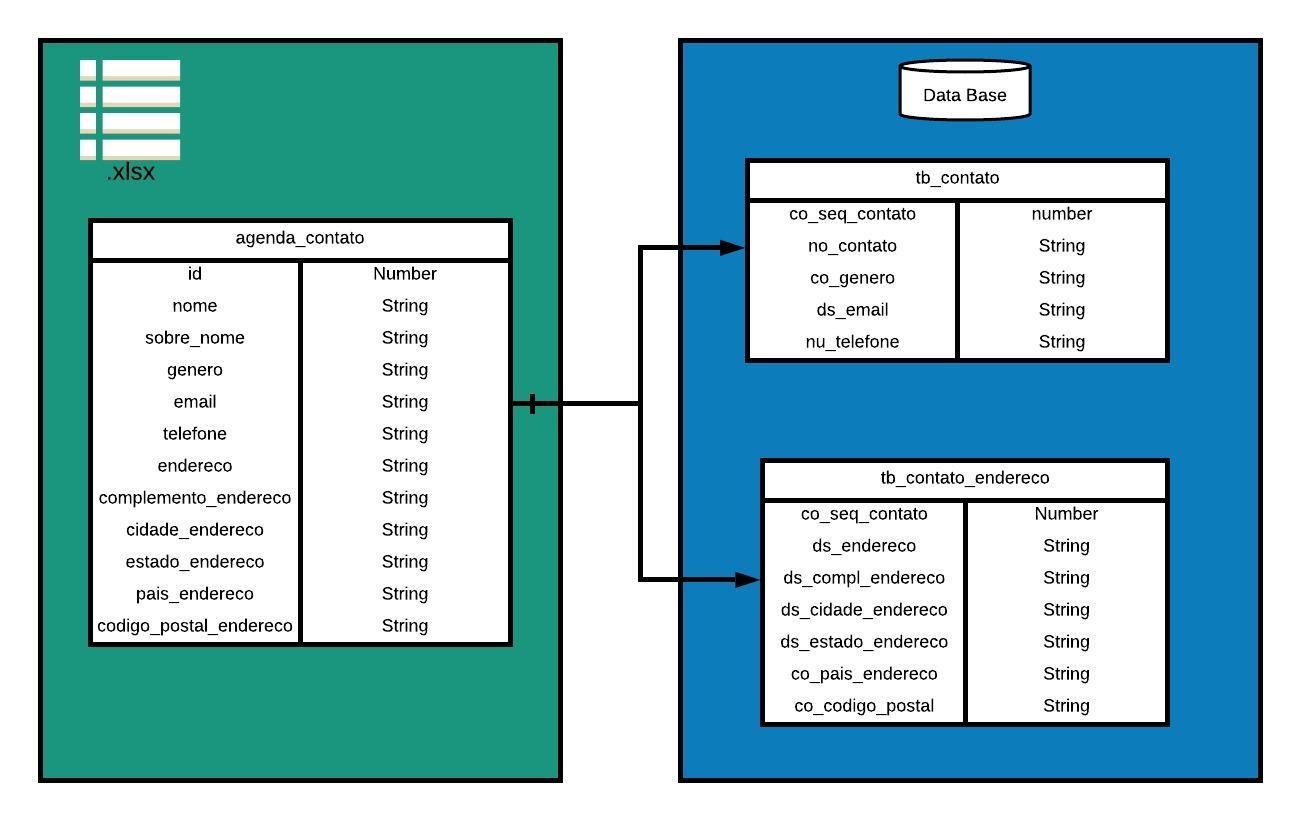 .xlsx
agenda_contato
id Number
nome String
sobre_nome String
genero String
email String
telefone String
endereco String
complemento_endereco String
cidade_endereco String
estado_endereco String
pais_endereco String
codigo_postal_endereco String
Data Base
tb_contato
co_seq_contato number
no_contato String
co_genero String
ds_email String
nu_telefone String
tb_contato_endereco
co_seq_contato Number
ds_endereco String
ds_compl_endereco String
ds_cidade_endereco String
ds_estado_endereco String
co_pais_endereco String
co_codigo_postal String